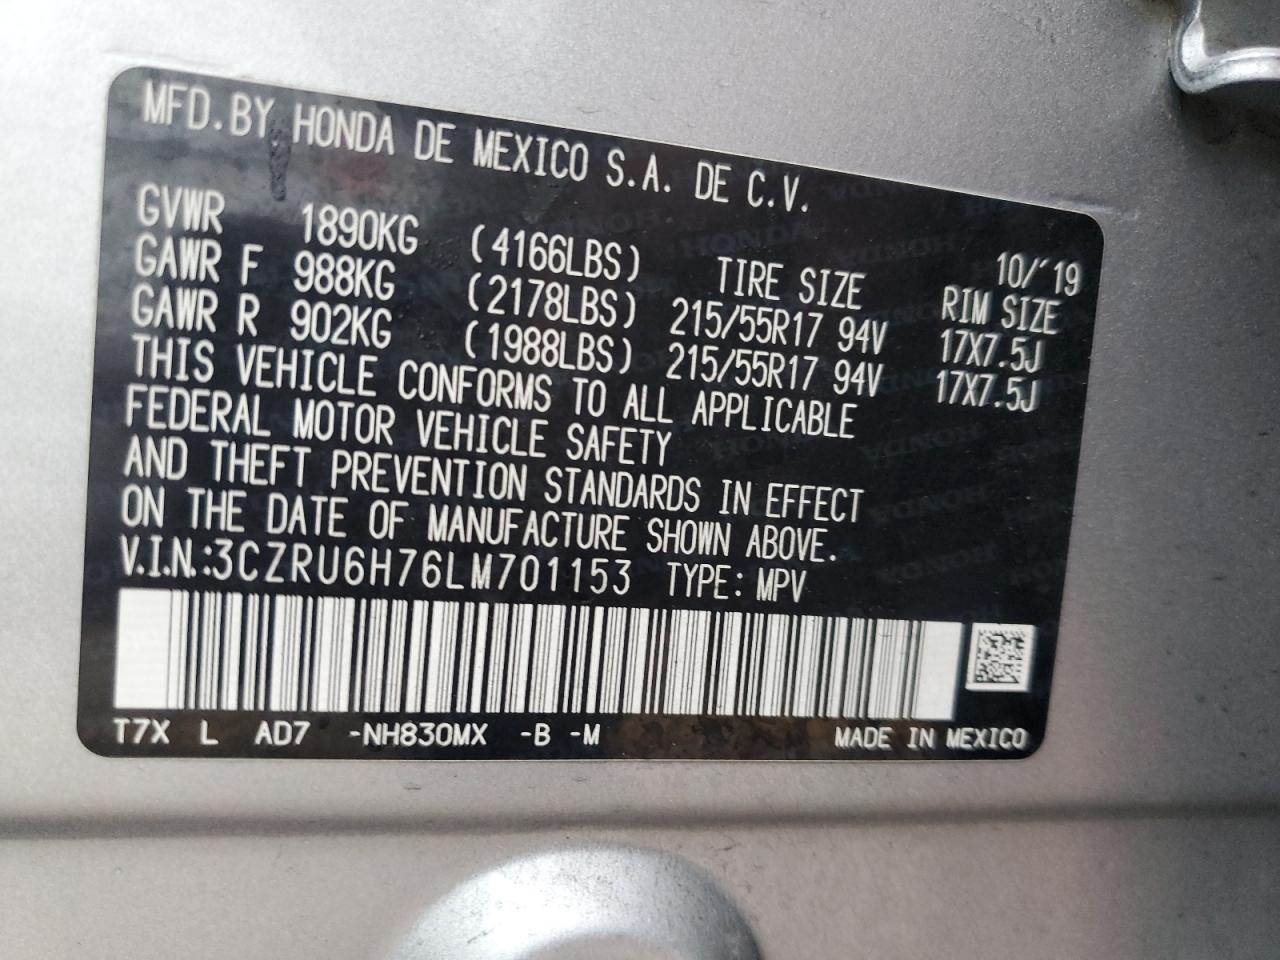 MFD.BY HONDA DE MEXICO S.A. DE C.V.
10/'19
GVWR 1890KG (4166LBS) TIRE SIZE RIM SIZE
GAWR F 988KG (2178LBS) 215/55R17 94V 17X7.5J
GAWR R 902KG (1988LBS) 215/55R17 94V 17X7.5J
THIS VEHICLE CONFORMS TO ALL APPLICABLE
FEDERAL MOTOR VEHICLE SAFETY
AND THEFT PREVENTION STANDARDS IN EFFECT
ON THE DATE OF MANUFACTURE SHOWN ABOVE.
V.I.N.:3CZRU6H76LM701153 TYPE: MPV
T7X L AD7 -NH830MX -B -M MADE IN MEXICO